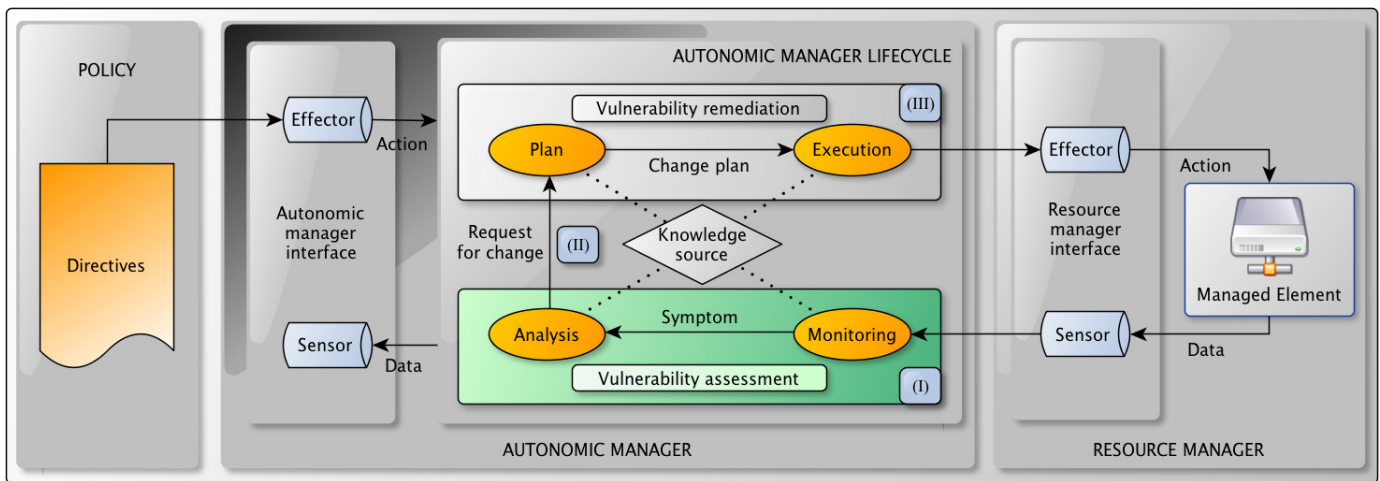 POLICY
Directives
Effector
Action
Autonomic
manager
interface
Sensor
Data
AUTONOMIC MANAGER LIFECYCLE
Vulnerability remediation
(III)
Plan
Change plan
Execution
Request
for change
(II)
Knowledge
source
Analysis
Symptom
Monitoring
Vulnerability assessment
(I)
AUTONOMIC MANAGER
Effector
Action
Resource
manager
interface
Managed Element
Sensor
Data
RESOURCE MANAGER